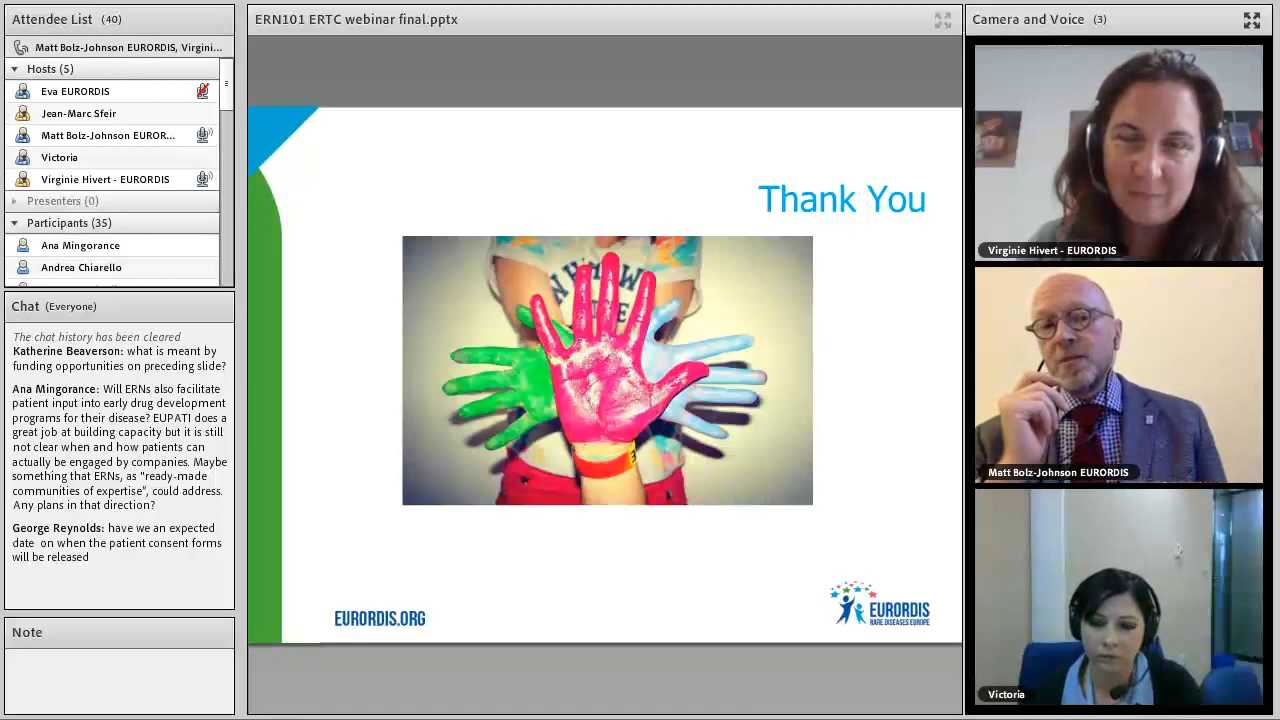 Attendee List (40)
Matt Bolz-Johnson EURORDIS, Virgini...
Hosts (5)
Eva EURORDIS
Jean-Marc Sfeir
Matt Bolz-Johnson EUROR...
Victoria
Virginie Hivert - EURORDIS
Presenters (0)
Participants (35)
Ana Mingorance
Andrea Chiarello
Chat (Everyone)
The chat history has been cleared
Katherine Beaverson: what is meant by
funding opportunities on preceding slide?
Ana Mingorance: Will ERNs also facilitate
patient input into early drug development
programs for their disease? EUPATI does a
great job at building capacity but it is still
not clear when and how patients can
actually be engaged by companies. Maybe
something that ERNs, as "ready-made
communities of expertise", could address.
Any plans in that direction?
George Reynolds: have we an expected
date on when the patient consent forms
will be released
Note
ERN101 ERTC webinar final.pptx
Thank You
EURORDIS.ORG
EURORDIS
RARE DISEASES EUROPE
Camera and Voice (3)
Virginie Hivert - EURORDIS
Matt Bolz-Johnson EURORDIS
Victoria